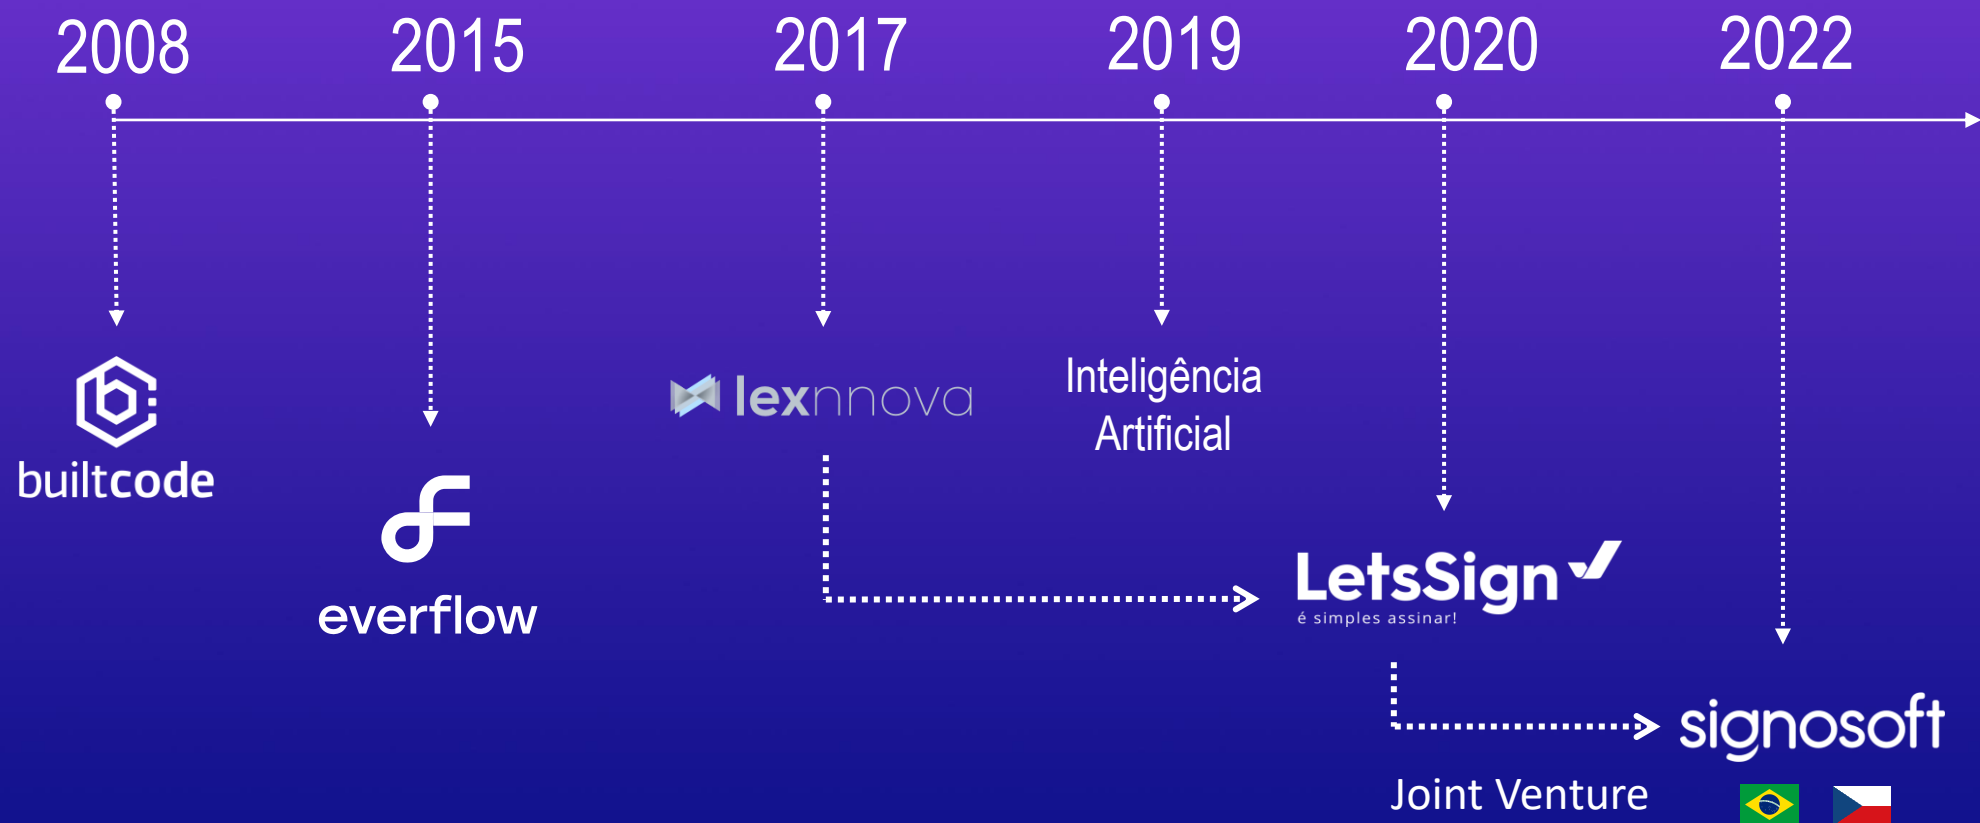 2008
2015
2017
2019
2020
2022
builtcode
everflow
lexnnova
Inteligência
Artificial
LetsSign
é simples assinar!
signosoft
Joint Venture